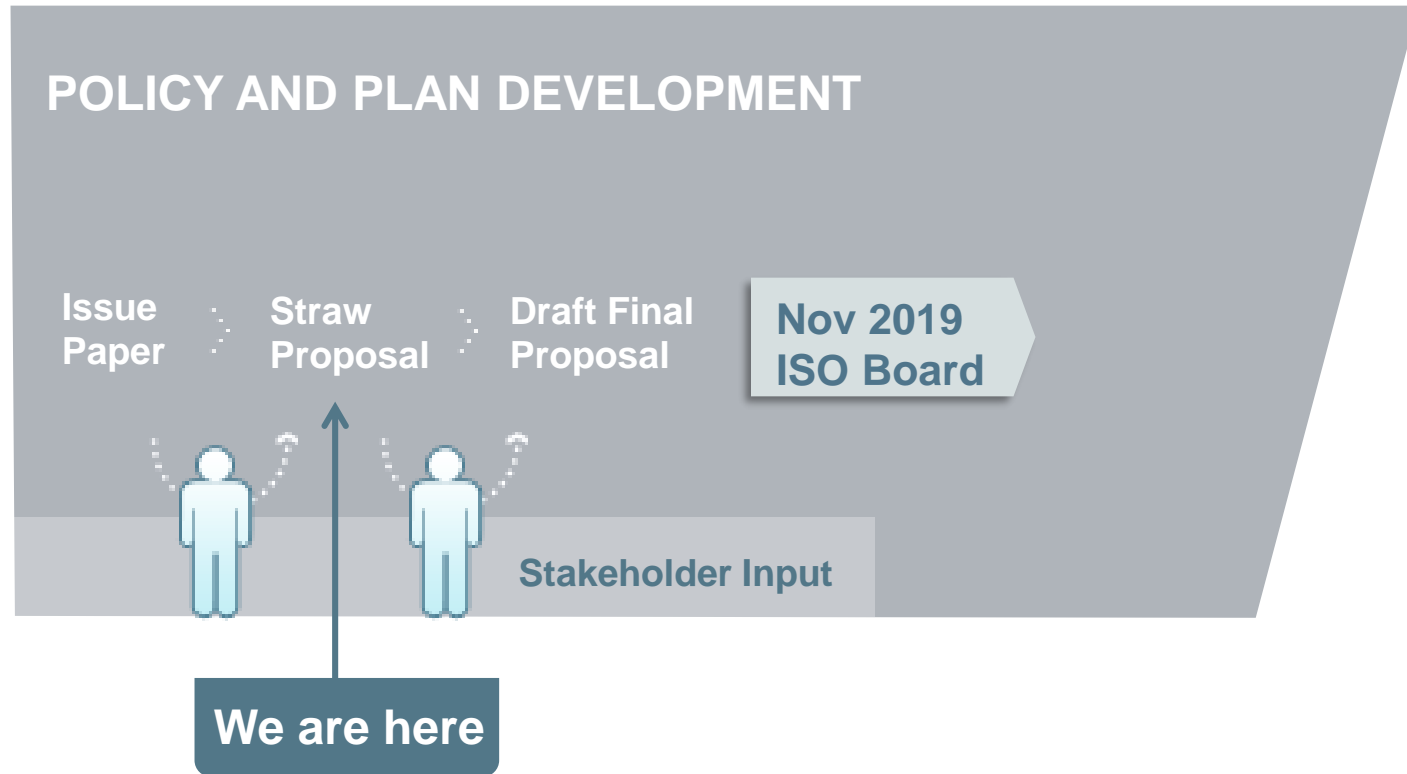 POLICY AND PLAN DEVELOPMENT
Issue
Paper
Straw
Proposal
Draft Final
Proposal
Nov 2019
ISO Board
Stakeholder Input
We are here